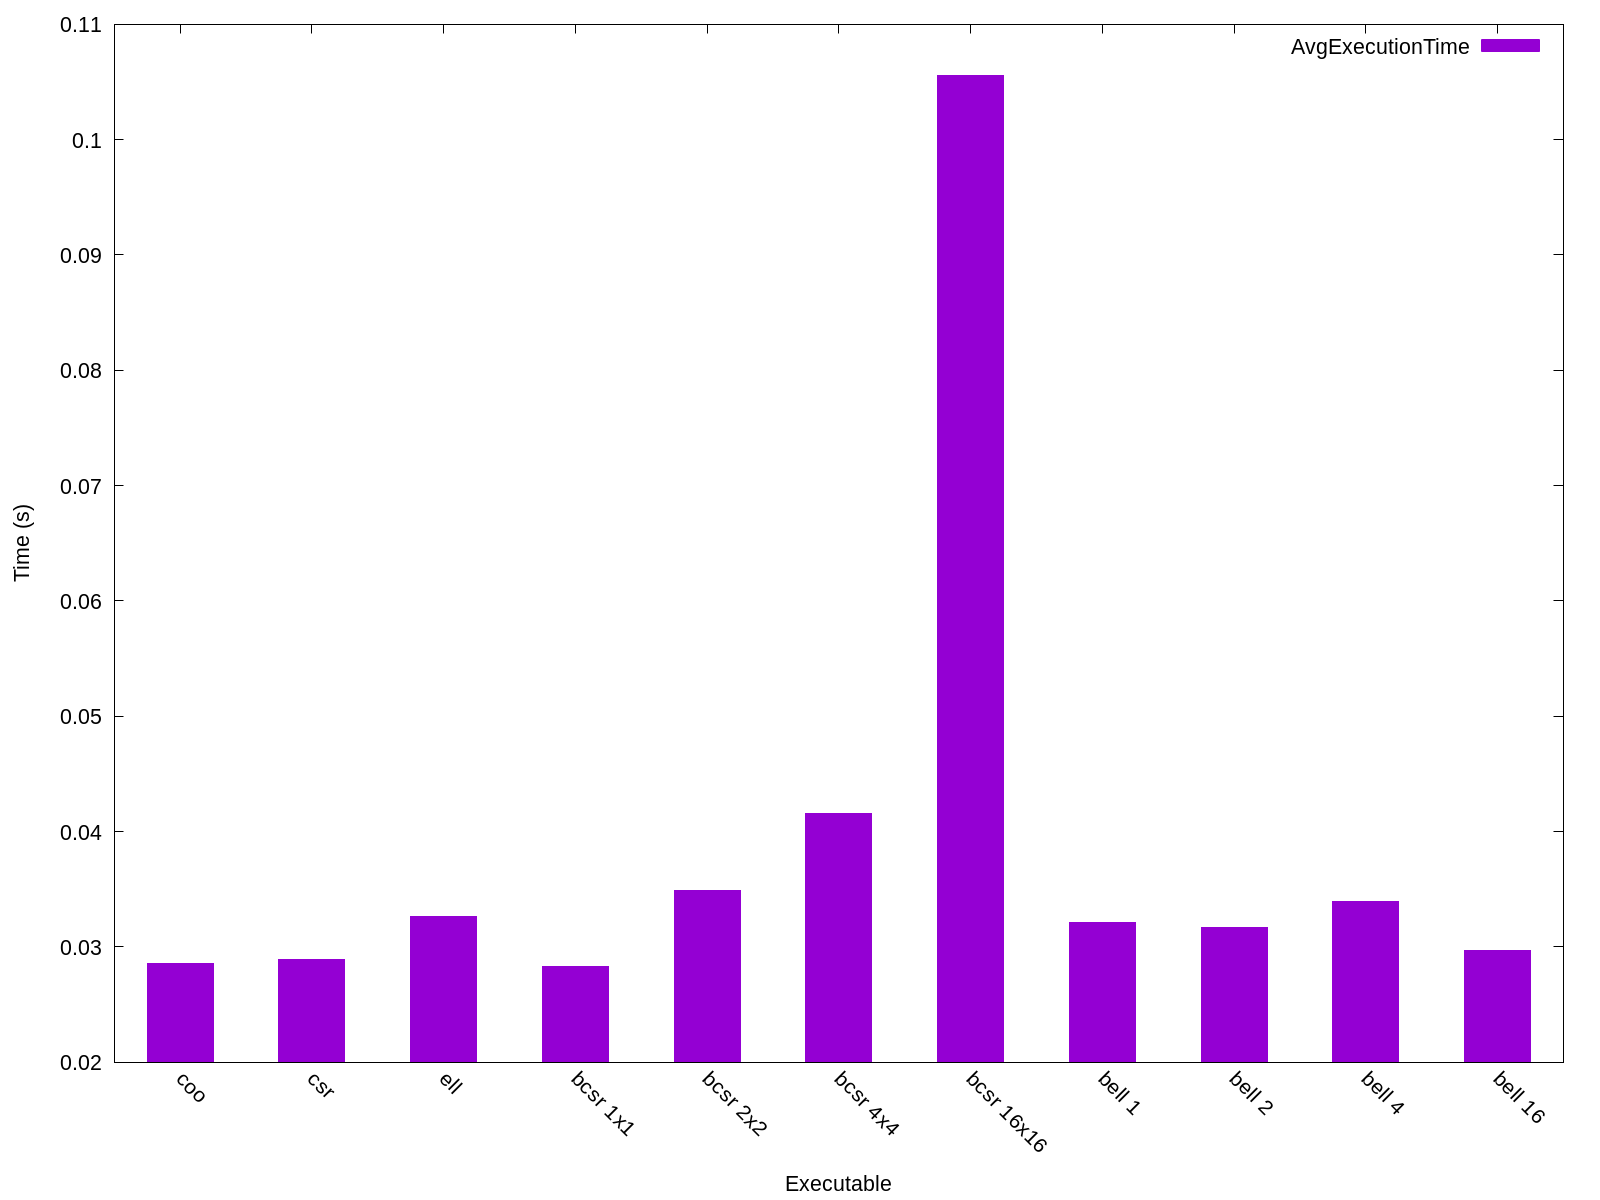 AvgExecutionTime
0.11
0.1
0.09
0.08
0.07
0.06
0.05
0.04
0.03
0.02
Time (s)
coo
csr
ell
bcsr 1x1
bcsr 2x2
bcsr 4x4
bcsr 16x16
bell 1
bell 2
bell 4
bell 16
Executable